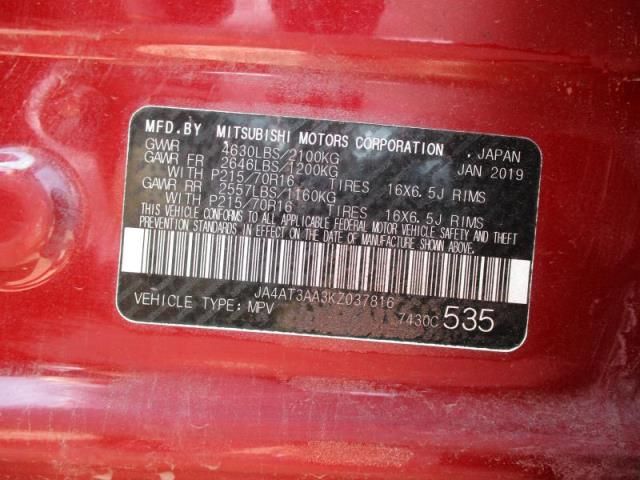 MFD.BY MITSUBISHI MOTORS CORPORATION , JAPAN
GVWR 4630LBS/2100KG JAN 2019
GAWR FR 2646LBS/1200KG
WITH P215/70R16 TIRES 16X6.5J RIMS
GAWR RR 2557LBS/1160KG
WITH P215/70R16 TIRES 16X6.5J RIMS
THIS VEHICLE CONFORMS TO ALL APPLICABLE FEDERAL MOTOR VEHICLE SAFETY AND THEFT
PREVENTION STANDARDS IN EFFECT ON THE DATE OF MANUFACTURE SHOWN ABOVE.
JA4AT3AA3KZ037816
VEHICLE TYPE: MPV 7430C 535